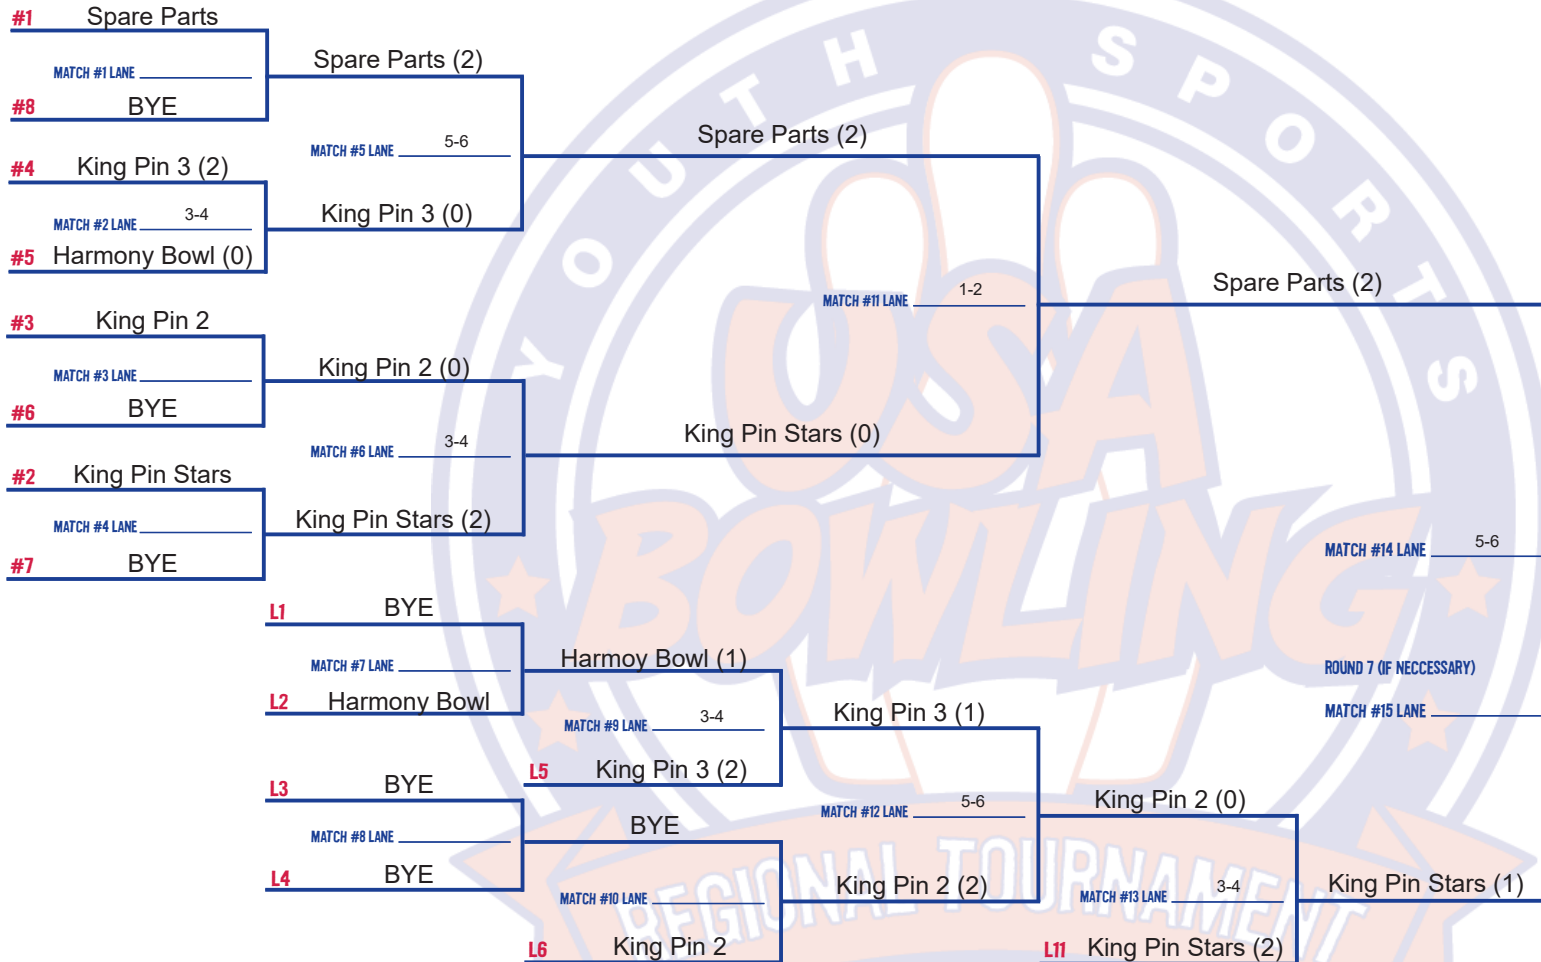 #1 Spare Parts
MATCH #1 LANE
#8 BYE
Spare Parts (2)
#4 King Pin 3 (2)
MATCH #2 LANE 3-4
#5 Harmony Bowl (0)
MATCH #5 LANE 5-6
King Pin 3 (0)
Spare Parts (2)
#3 King Pin 2
MATCH #3 LANE
#6 BYE
King Pin 2 (0)
#2 King Pin Stars
MATCH #4 LANE
#7 BYE
MATCH #6 LANE 3-4
King Pin Stars (2)
MATCH #11 LANE 1-2
King Pin Stars (0)
Spare Parts (2)
MATCH #14 LANE 5-6
ROUND 7 (IF NECCESSARY)
MATCH #15 LANE
L1 BYE
MATCH #7 LANE
L2 Harmony Bowl
Harmoy Bowl (1)
MATCH #9 LANE 3-4
L5 King Pin 3 (2)
King Pin 3 (1)
L3 BYE
MATCH #8 LANE
L4 BYE
BYE
MATCH #10 LANE
L6 King Pin 2
King Pin 2 (2)
MATCH #12 LANE 5-6
King Pin 2 (0)
MATCH #13 LANE 3-4
L11 King Pin Stars (2)
King Pin Stars (1)
YOUTH SPORTS
USA
BOWLING
REGIONAL TOURNAMENT